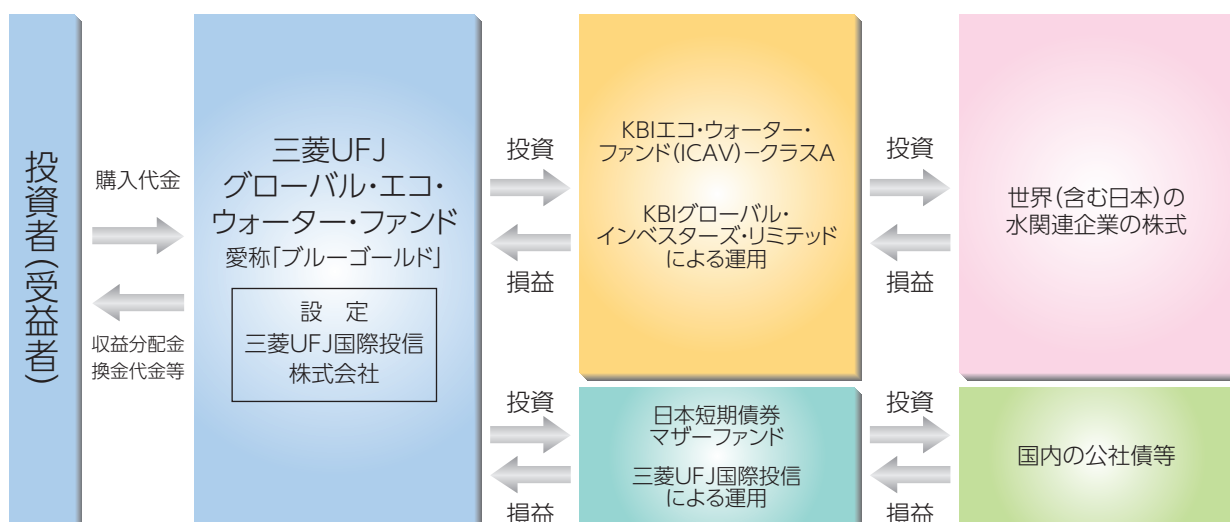 投資者(受益者)
購入代金
収益分配金
換金代金等
三菱UFJ
グローバル・エコ・
ウォーター・ファンド
愛称「ブルーゴールド」
設 定
三菱UFJ国際投信
株式会社
投資
損益
KBIエコ・ウォーター・
ファンド(ICAV)-クラスA
KBIグローバル・
インベスターズ・リミテッド
による運用
投資
損益
世界(含む日本)の
水関連企業の株式
投資
損益
日本短期債券
マザーファンド
三菱UFJ国際投信
による運用
投資
損益
国内の公社債等